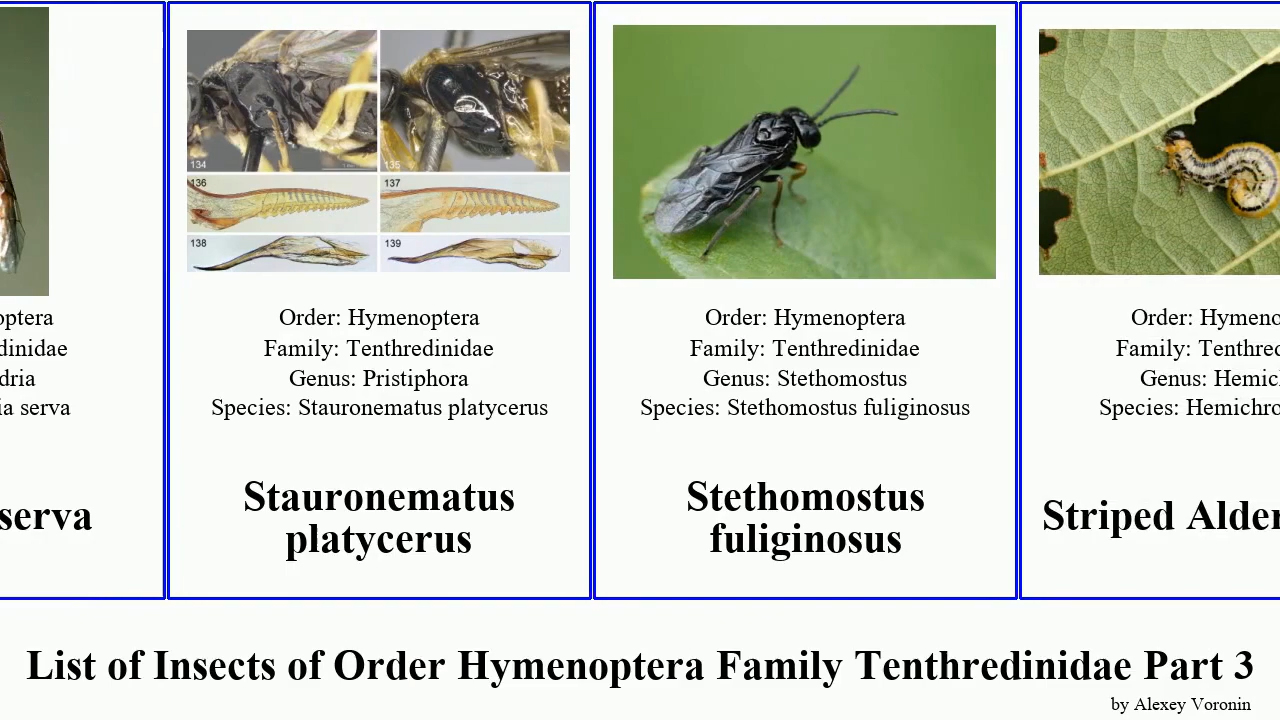 134
135
136
137
138
139
optera
dinidae
dria
ia serva
serva
Order: Hymenoptera
Family: Tenthredinidae
Genus: Pristiphora
Species: Stauronematus platycerus
Stauronematus
platycerus
Order: Hymenoptera
Family: Tenthredinidae
Genus: Stethomostus
Species: Stethomostus fuliginosus
Stethomostus
fuliginosus
Order: Hymeno
Family: Tenthred
Genus: Hemic
Species: Hemichro
Striped Alder
List of Insects of Order Hymenoptera Family Tenthredinidae Part 3
by Alexey Voronin